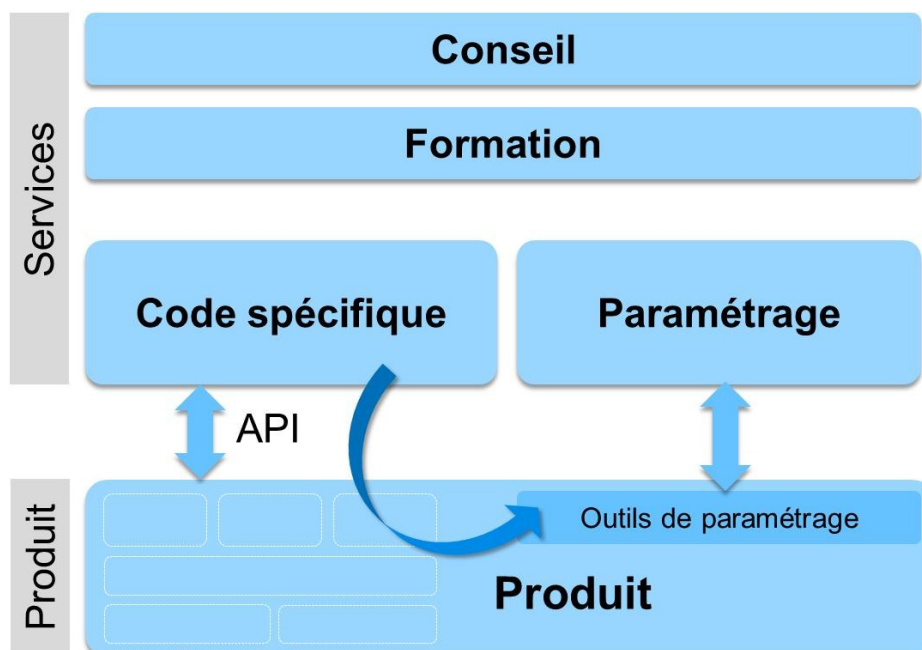 Services
Conseil
Formation
Code spécifique
Paramétrage
API
Produit
Outils de paramétrage
Produit